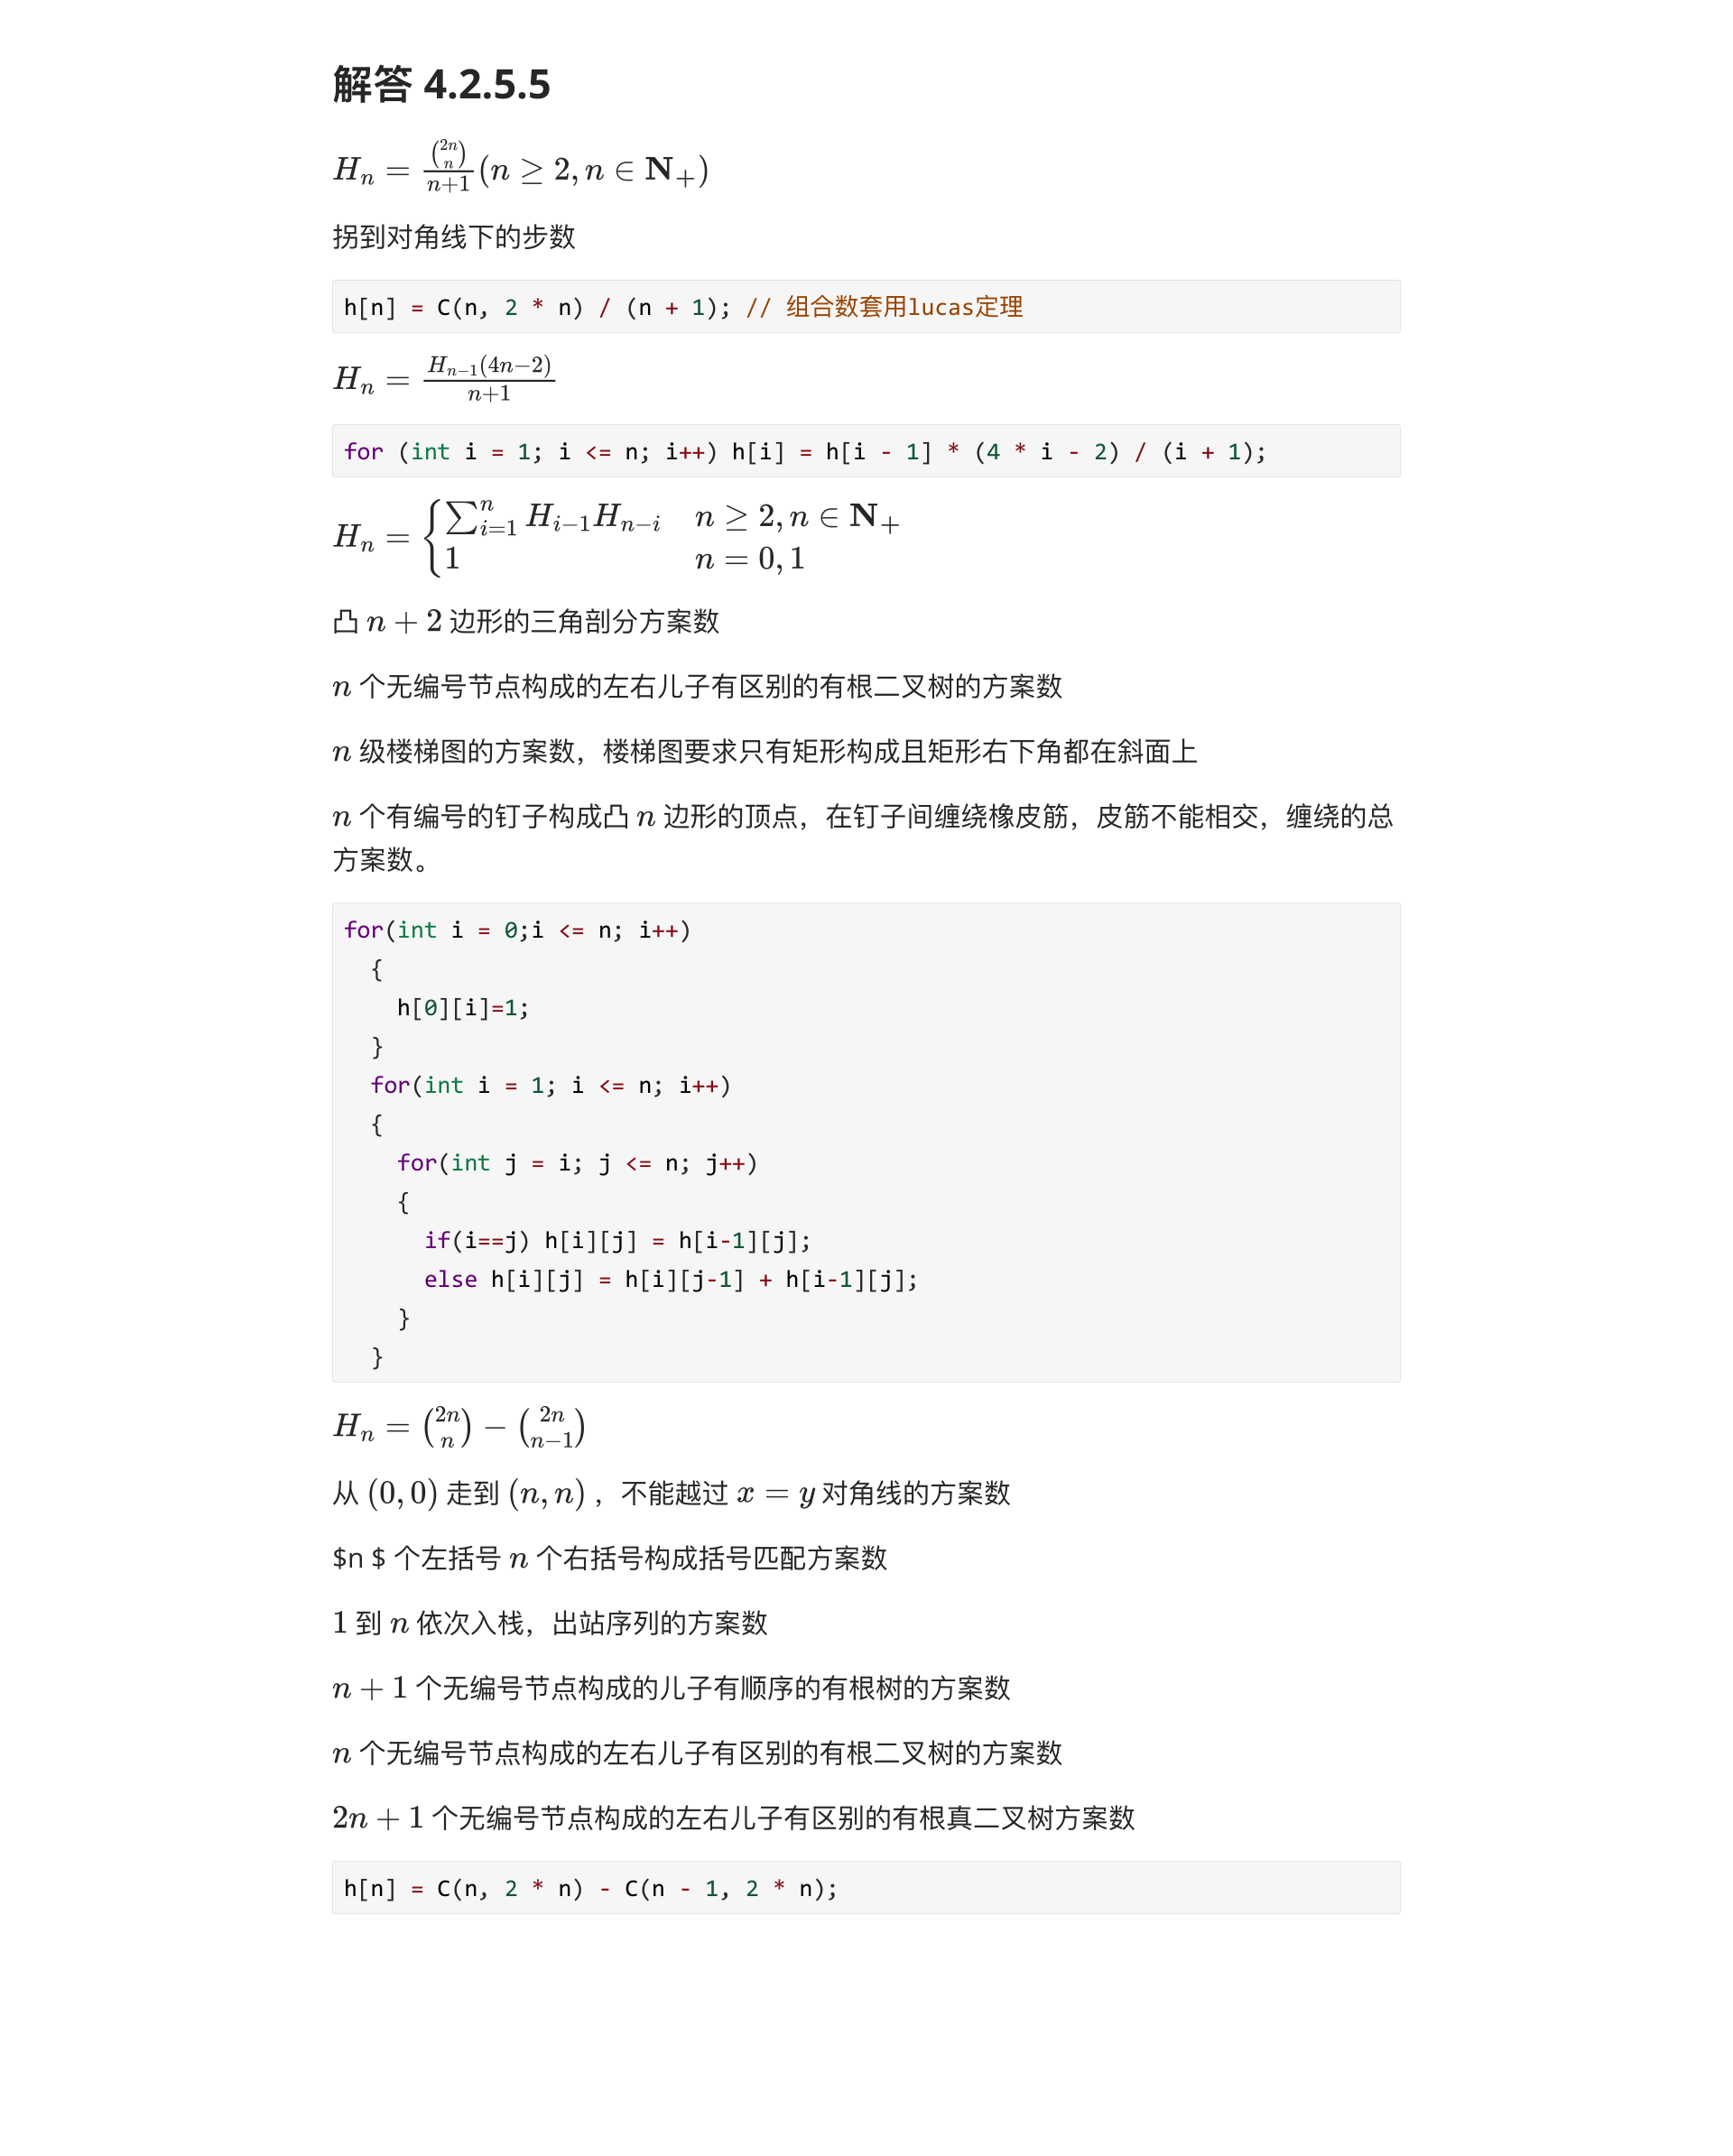 解答 4.2.5.5
$H_n = \frac{\binom{2n}{n}}{n+1}(n \geq 2, n \in \mathbf{N}_+)$
拐到对角线下的步数
h[n] = C(n, 2 * n) / (n + 1); // 组合数套用lucas定理
$H_n = \frac{H_{n-1}(4n-2)}{n+1}$
for (int i = 1; i <= n; i++) h[i] = h[i - 1] * (4 * i - 2) / (i + 1);
$H_n = \begin{cases} \sum_{i=1}^{n} H_{i-1} H_{n-i} & n \geq 2, n \in \mathbf{N}_+ \\ 1 & n = 0, 1 \end{cases}$
凸 $n+2$ 边形的三角剖分方案数
$n$ 个无编号节点构成的左右儿子有区别的有根二叉树的方案数
$n$ 级楼梯图的方案数，楼梯图要求只有矩形构成且矩形右下角都在斜面上
$n$ 个有编号的钉子构成凸 $n$ 边形的顶点，在钉子间缠绕橡皮筋，皮筋不能相交，缠绕的总
方案数。
for(int i = 0;i <= n; i++)
  {
    h[0][i]=1;
  }
  for(int i = 1; i <= n; i++)
  {
    for(int j = i; j <= n; j++)
    {
      if(i==j) h[i][j] = h[i-1][j];
      else h[i][j] = h[i][j-1] + h[i-1][j];
    }
  }
$H_n = \binom{2n}{n} - \binom{2n}{n-1}$
从 $(0,0)$ 走到 $(n,n)$ ，不能越过 $x=y$ 对角线的方案数
$n $ 个左括号 $n$ 个右括号构成括号匹配方案数
$1$ 到 $n$ 依次入栈，出站序列的方案数
$n+1$ 个无编号节点构成的儿子有顺序的有根树的方案数
$n$ 个无编号节点构成的左右儿子有区别的有根二叉树的方案数
$2n+1$ 个无编号节点构成的左右儿子有区别的有根真二叉树方案数
h[n] = C(n, 2 * n) - C(n - 1, 2 * n);